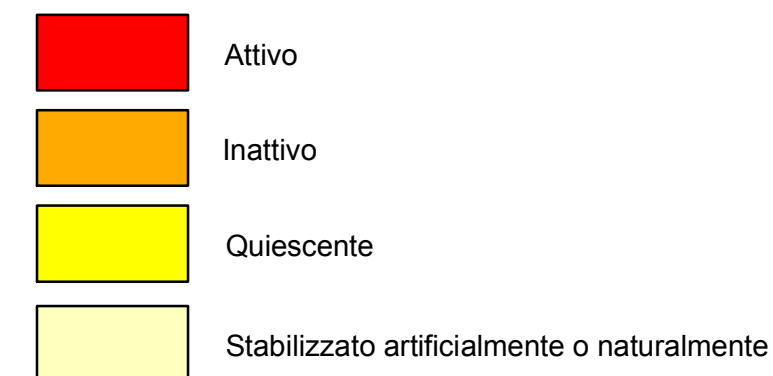 Attivo
Inattivo
Quiescente
Stabilizzato artificialmente o naturalmente